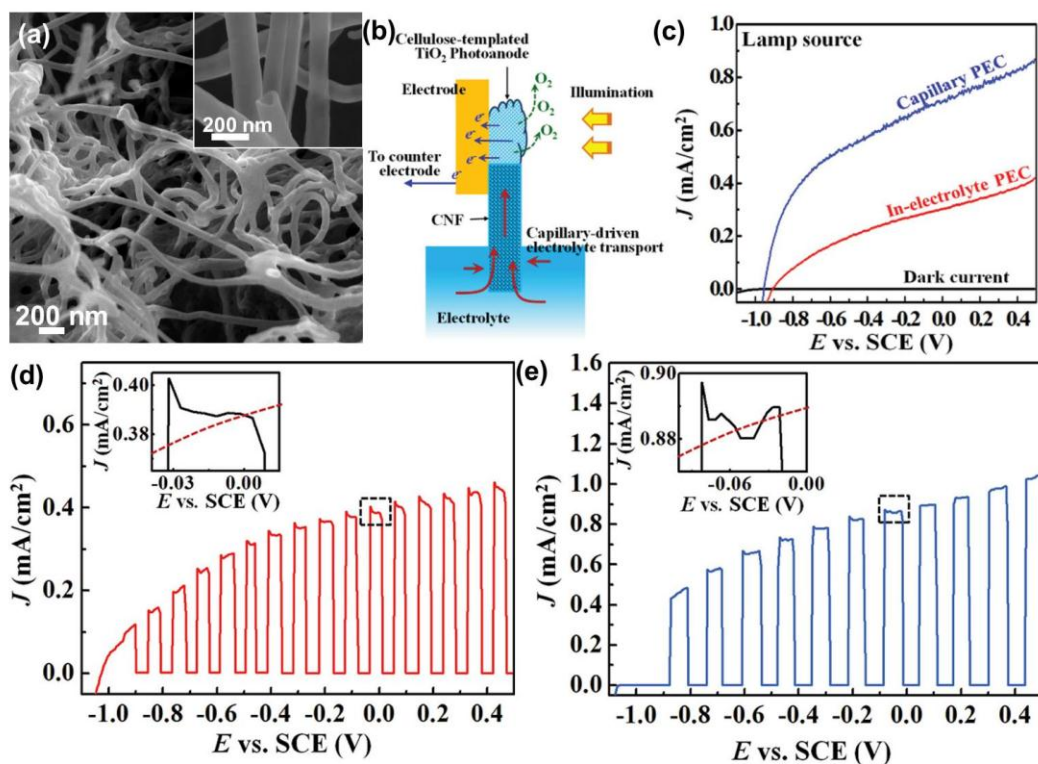 (a)
200 nm
200 nm
(b)
Cellulose-templated
TiO₂ Photoanode
Electrode
O₂
O₂
O₂
Illumination
e⁻
e⁻
e⁻
To counter
electrode
e⁻
CNF
Capillary-driven
electrolyte transport
Electrolyte
(c)
Lamp source
Capillary PEC
In-electrolyte PEC
Dark current
J (mA/cm²)
1.0
0.8
0.6
0.4
0.2
0.0
-1.0 -0.8 -0.6 -0.4 -0.2 0.0 0.2 0.4
E vs. SCE (V)
(d)
J (mA/cm²)
0.6
0.4
0.2
0.0
J (mA/cm²)
0.40
0.38
-0.03 0.00
E vs. SCE (V)
-1.0 -0.8 -0.6 -0.4 -0.2 0.0 0.2 0.4
E vs. SCE (V)
(e)
J (mA/cm²)
1.6
1.4
1.2
1.0
0.8
0.6
0.4
0.2
0.0
J (mA/cm²)
0.90
0.88
-0.06 0.00
E vs. SCE (V)
-1.0 -0.8 -0.6 -0.4 -0.2 0.0 0.2 0.4
E vs. SCE (V)